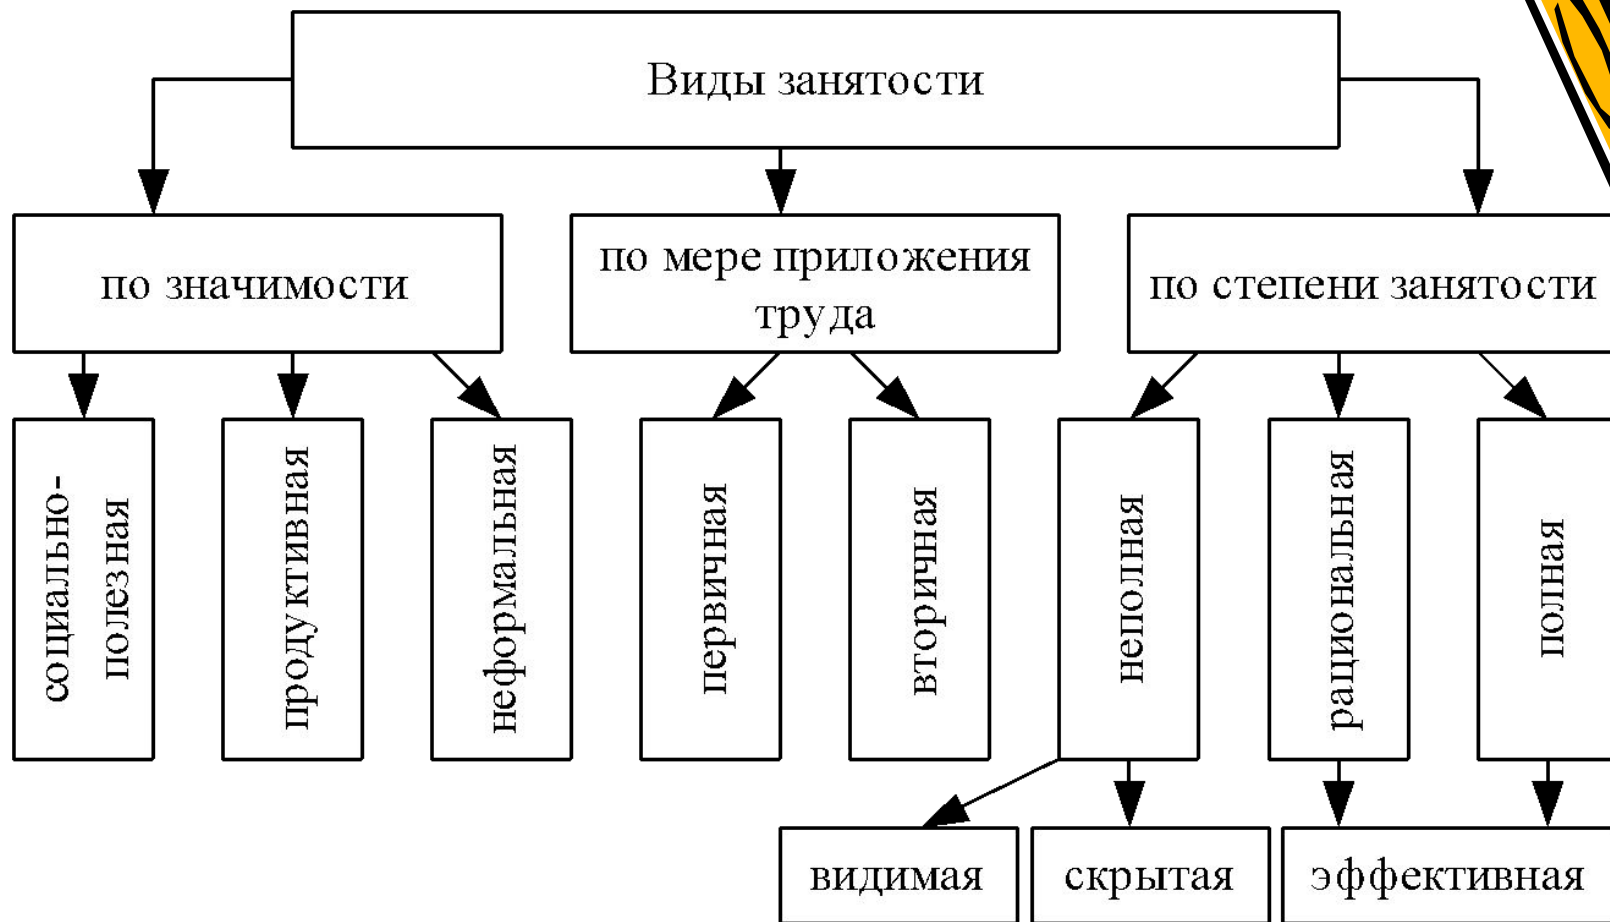 Виды занятости
по значимости
по мере приложения
труда
по степени занятости
социально-
полезная
продуктивная
неформальная
первичная
вторичная
неполная
рациональная
полная
видимая
скрытая
эффективная